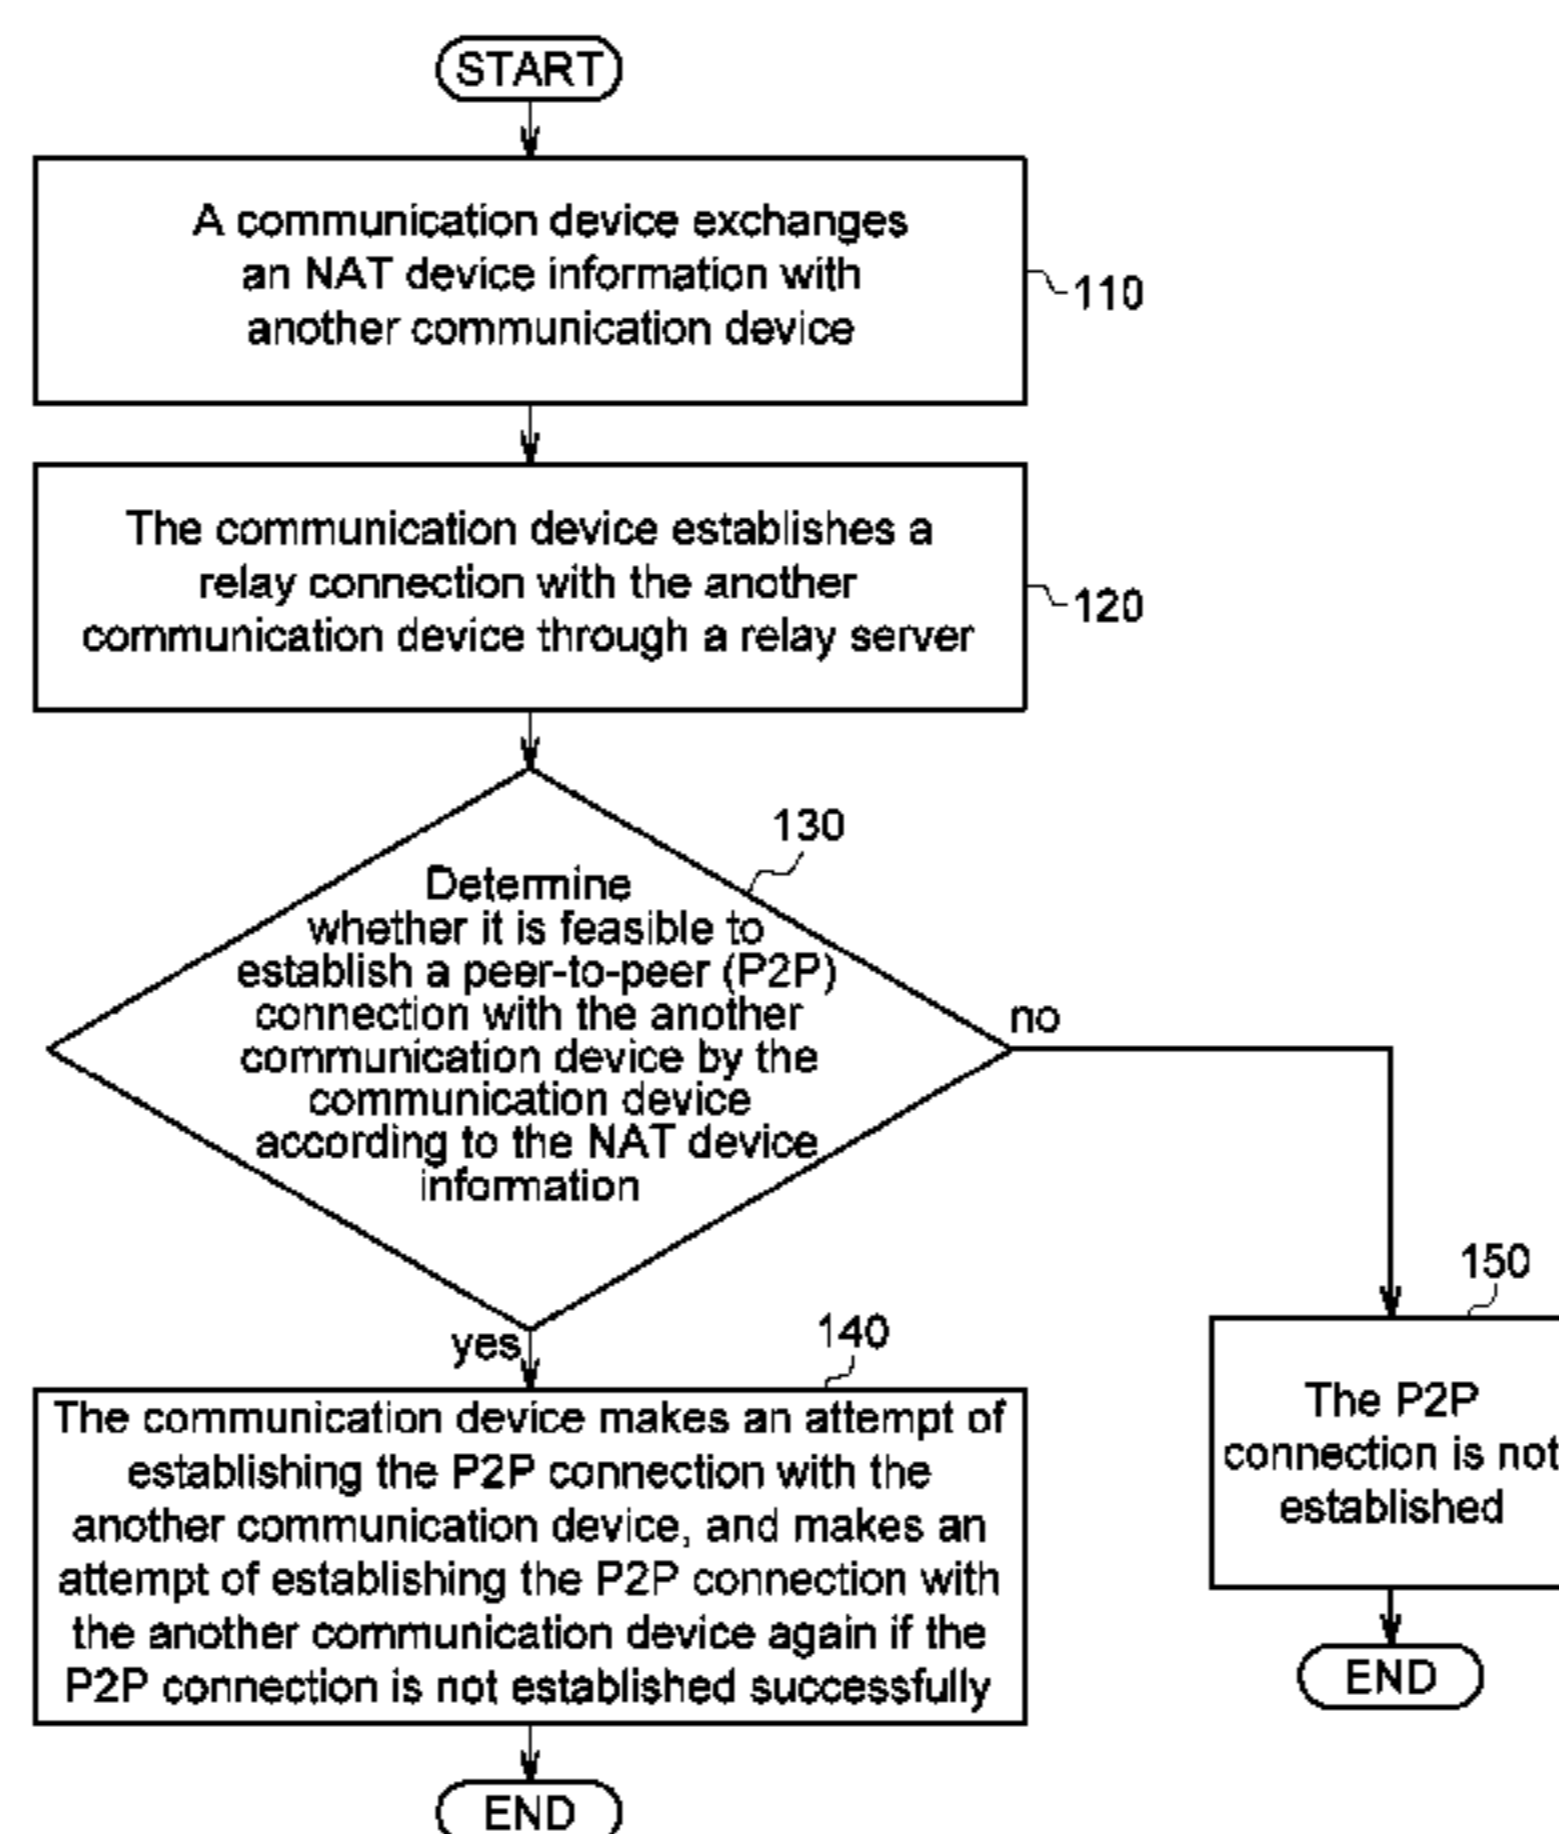 START
A communication device exchanges
an NAT device information with
another communication device
110
The communication device establishes a
relay connection with the another
communication device through a relay server
120
130
Determine
whether it is feasible to
establish a peer-to-peer (P2P)
connection with the another
communication device by the
communication device
according to the NAT device
information
no
yes
140
The communication device makes an attempt of
establishing the P2P connection with the
another communication device, and makes an
attempt of establishing the P2P connection with
the another communication device again if the
P2P connection is not established successfully
END
150
The P2P
connection is not
established
END